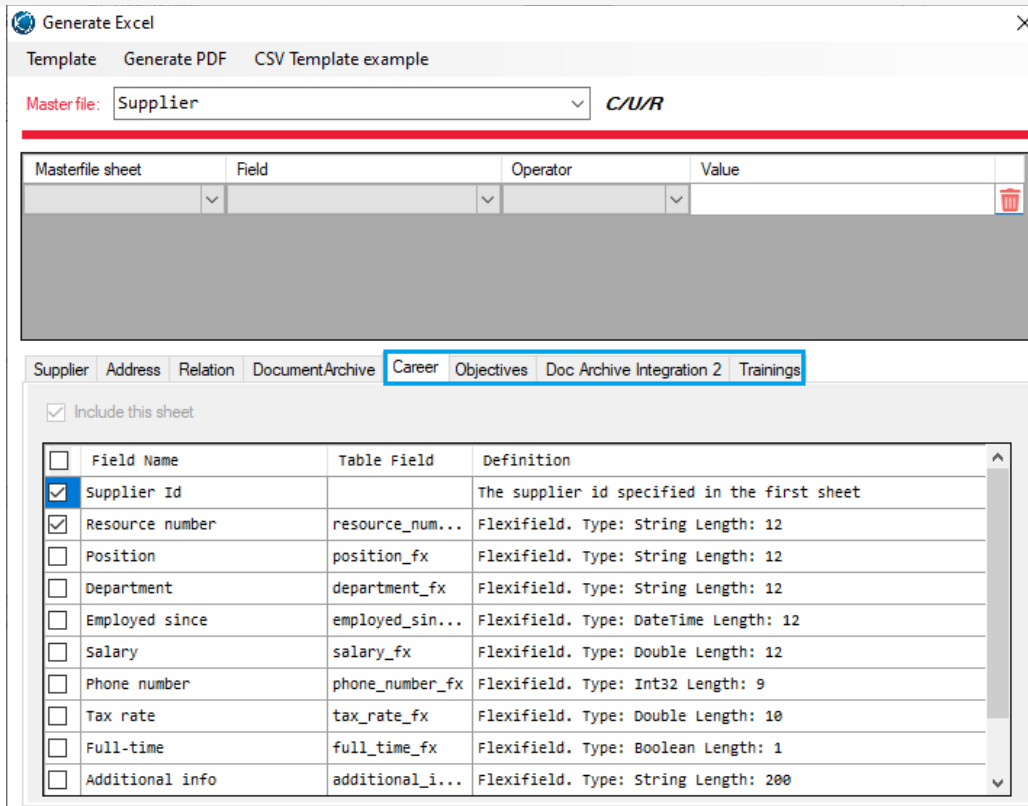 Generate Excel
Template Generate PDF CSV Template example
Master file: Supplier C/U/R
Masterfile sheet Field Operator Value
Supplier Address Relation DocumentArchive Career Objectives Doc Archive Integration 2 Trainings
Include this sheet
Field Name Table Field Definition
Supplier Id The supplier id specified in the first sheet
Resource number resource_num... Flexifield. Type: String Length: 12
Position position_fx Flexifield. Type: String Length: 12
Department department_fx Flexifield. Type: String Length: 12
Employed since employed_sin... Flexifield. Type: DateTime Length: 12
Salary salary_fx Flexifield. Type: Double Length: 12
Phone number phone_number_fx Flexifield. Type: Int32 Length: 9
Tax rate tax_rate_fx Flexifield. Type: Double Length: 10
Full-time full_time_fx Flexifield. Type: Boolean Length: 1
Additional info additional_i... Flexifield. Type: String Length: 200